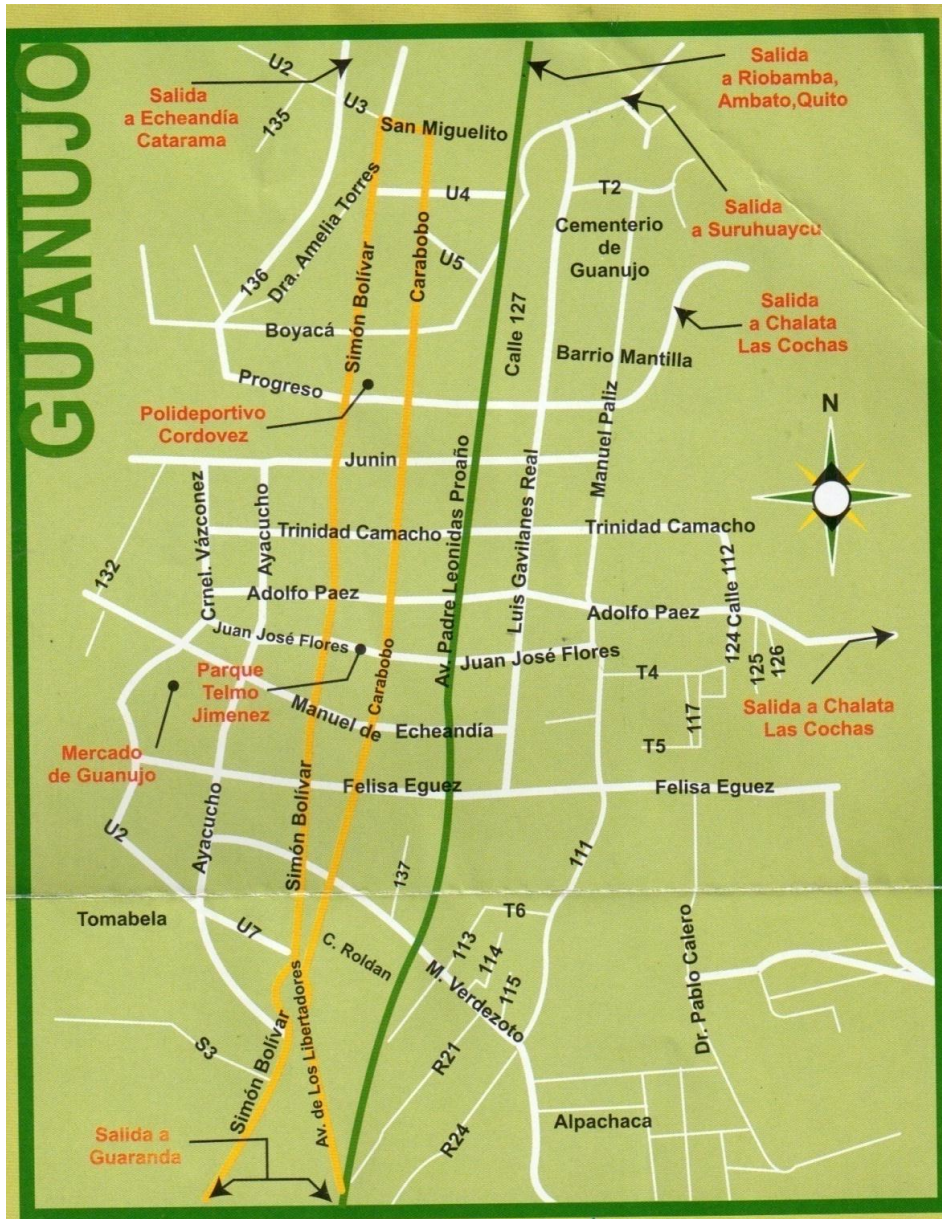 GUANUJO
U2
Salida
a Echeandía
Catarama
U3
135
San Miguelito
Salida
a Riobamba,
Ambato,Quito
Dra. Amelia Torres
U4
T2
Salida
a Suruhuaycu
Cementerio
de
Guanujo
136
Simón Bolívar
Carabobo
U5
Boyacá
Calle 127
Salida
a Chalata
Las Cochas
Barrio Mantilla
Progreso
Polideportivo
Cordovez
Manuel Paliz
N
Junin
Crnel. Vázconez
Ayacucho
Av. Padre Leonidas Proaño
Luis Gavilanes Real
Trinidad Camacho
Trinidad Camacho
132
Adolfo Paez
Adolfo Paez
Calle 112
124
125
126
Juan José Flores
Juan José Flores
Carabobo
Parque
Telmo
Jimenez
T4
117
T5
Salida a Chalata
Las Cochas
Manuel de
Echeandía
Mercado
de Guanujo
Simón Bolívar
Felisa Eguez
Felisa Eguez
U2
Ayacucho
137
111
Tomabela
U7
T6
C. Roldan
113
114
115
M. Verdezoto
Dr. Pablo Calero
S3
Simón Bolívar
Av. de Los Libertadores
R21
R24
Alpachaca
Salida a
Guaranda